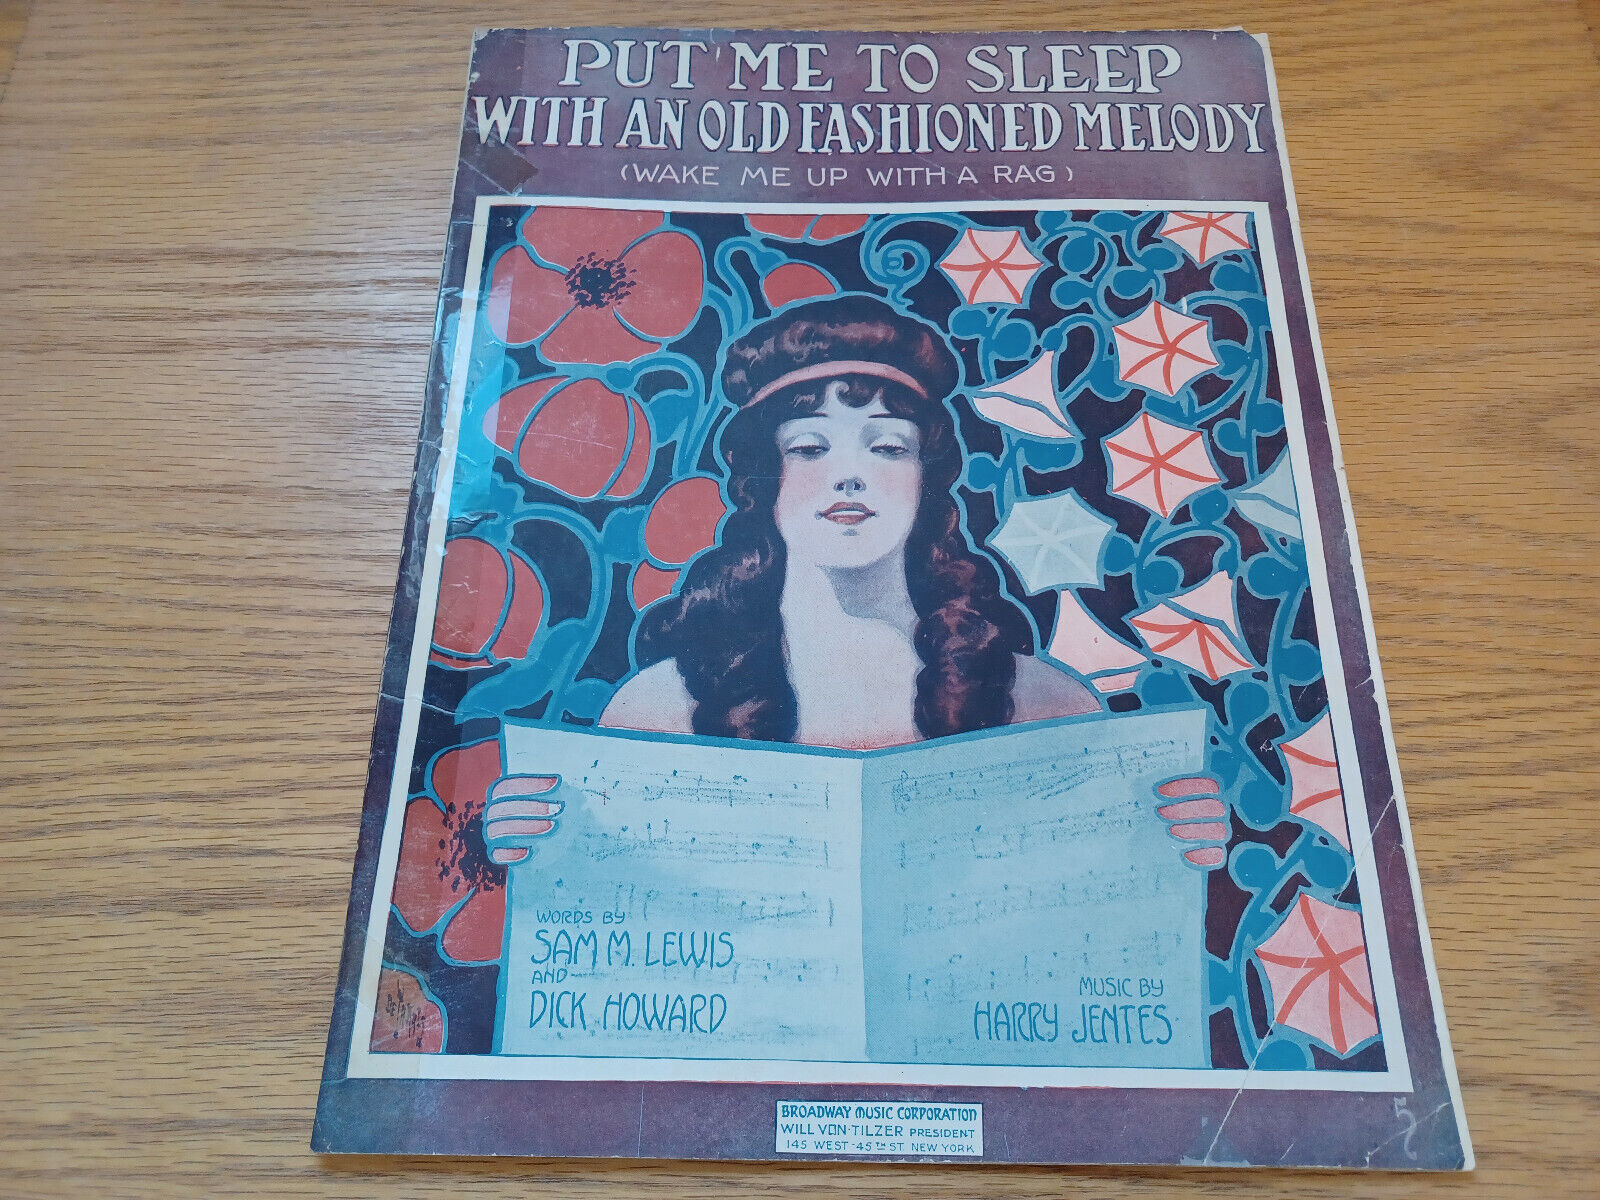 PUT ME TO SLEEP
WITH AN OLD FASHIONED MELODY
(WAKE ME UP WITH A RAG)
WORDS BY
SAM M. LEWIS
AND
DICK HOWARD
MUSIC BY
HARRY JENTES
BROADWAY MUSIC CORPORATION
WILL VON TILZER PRESIDENT
145 WEST-45TH ST. NEW YORK
5